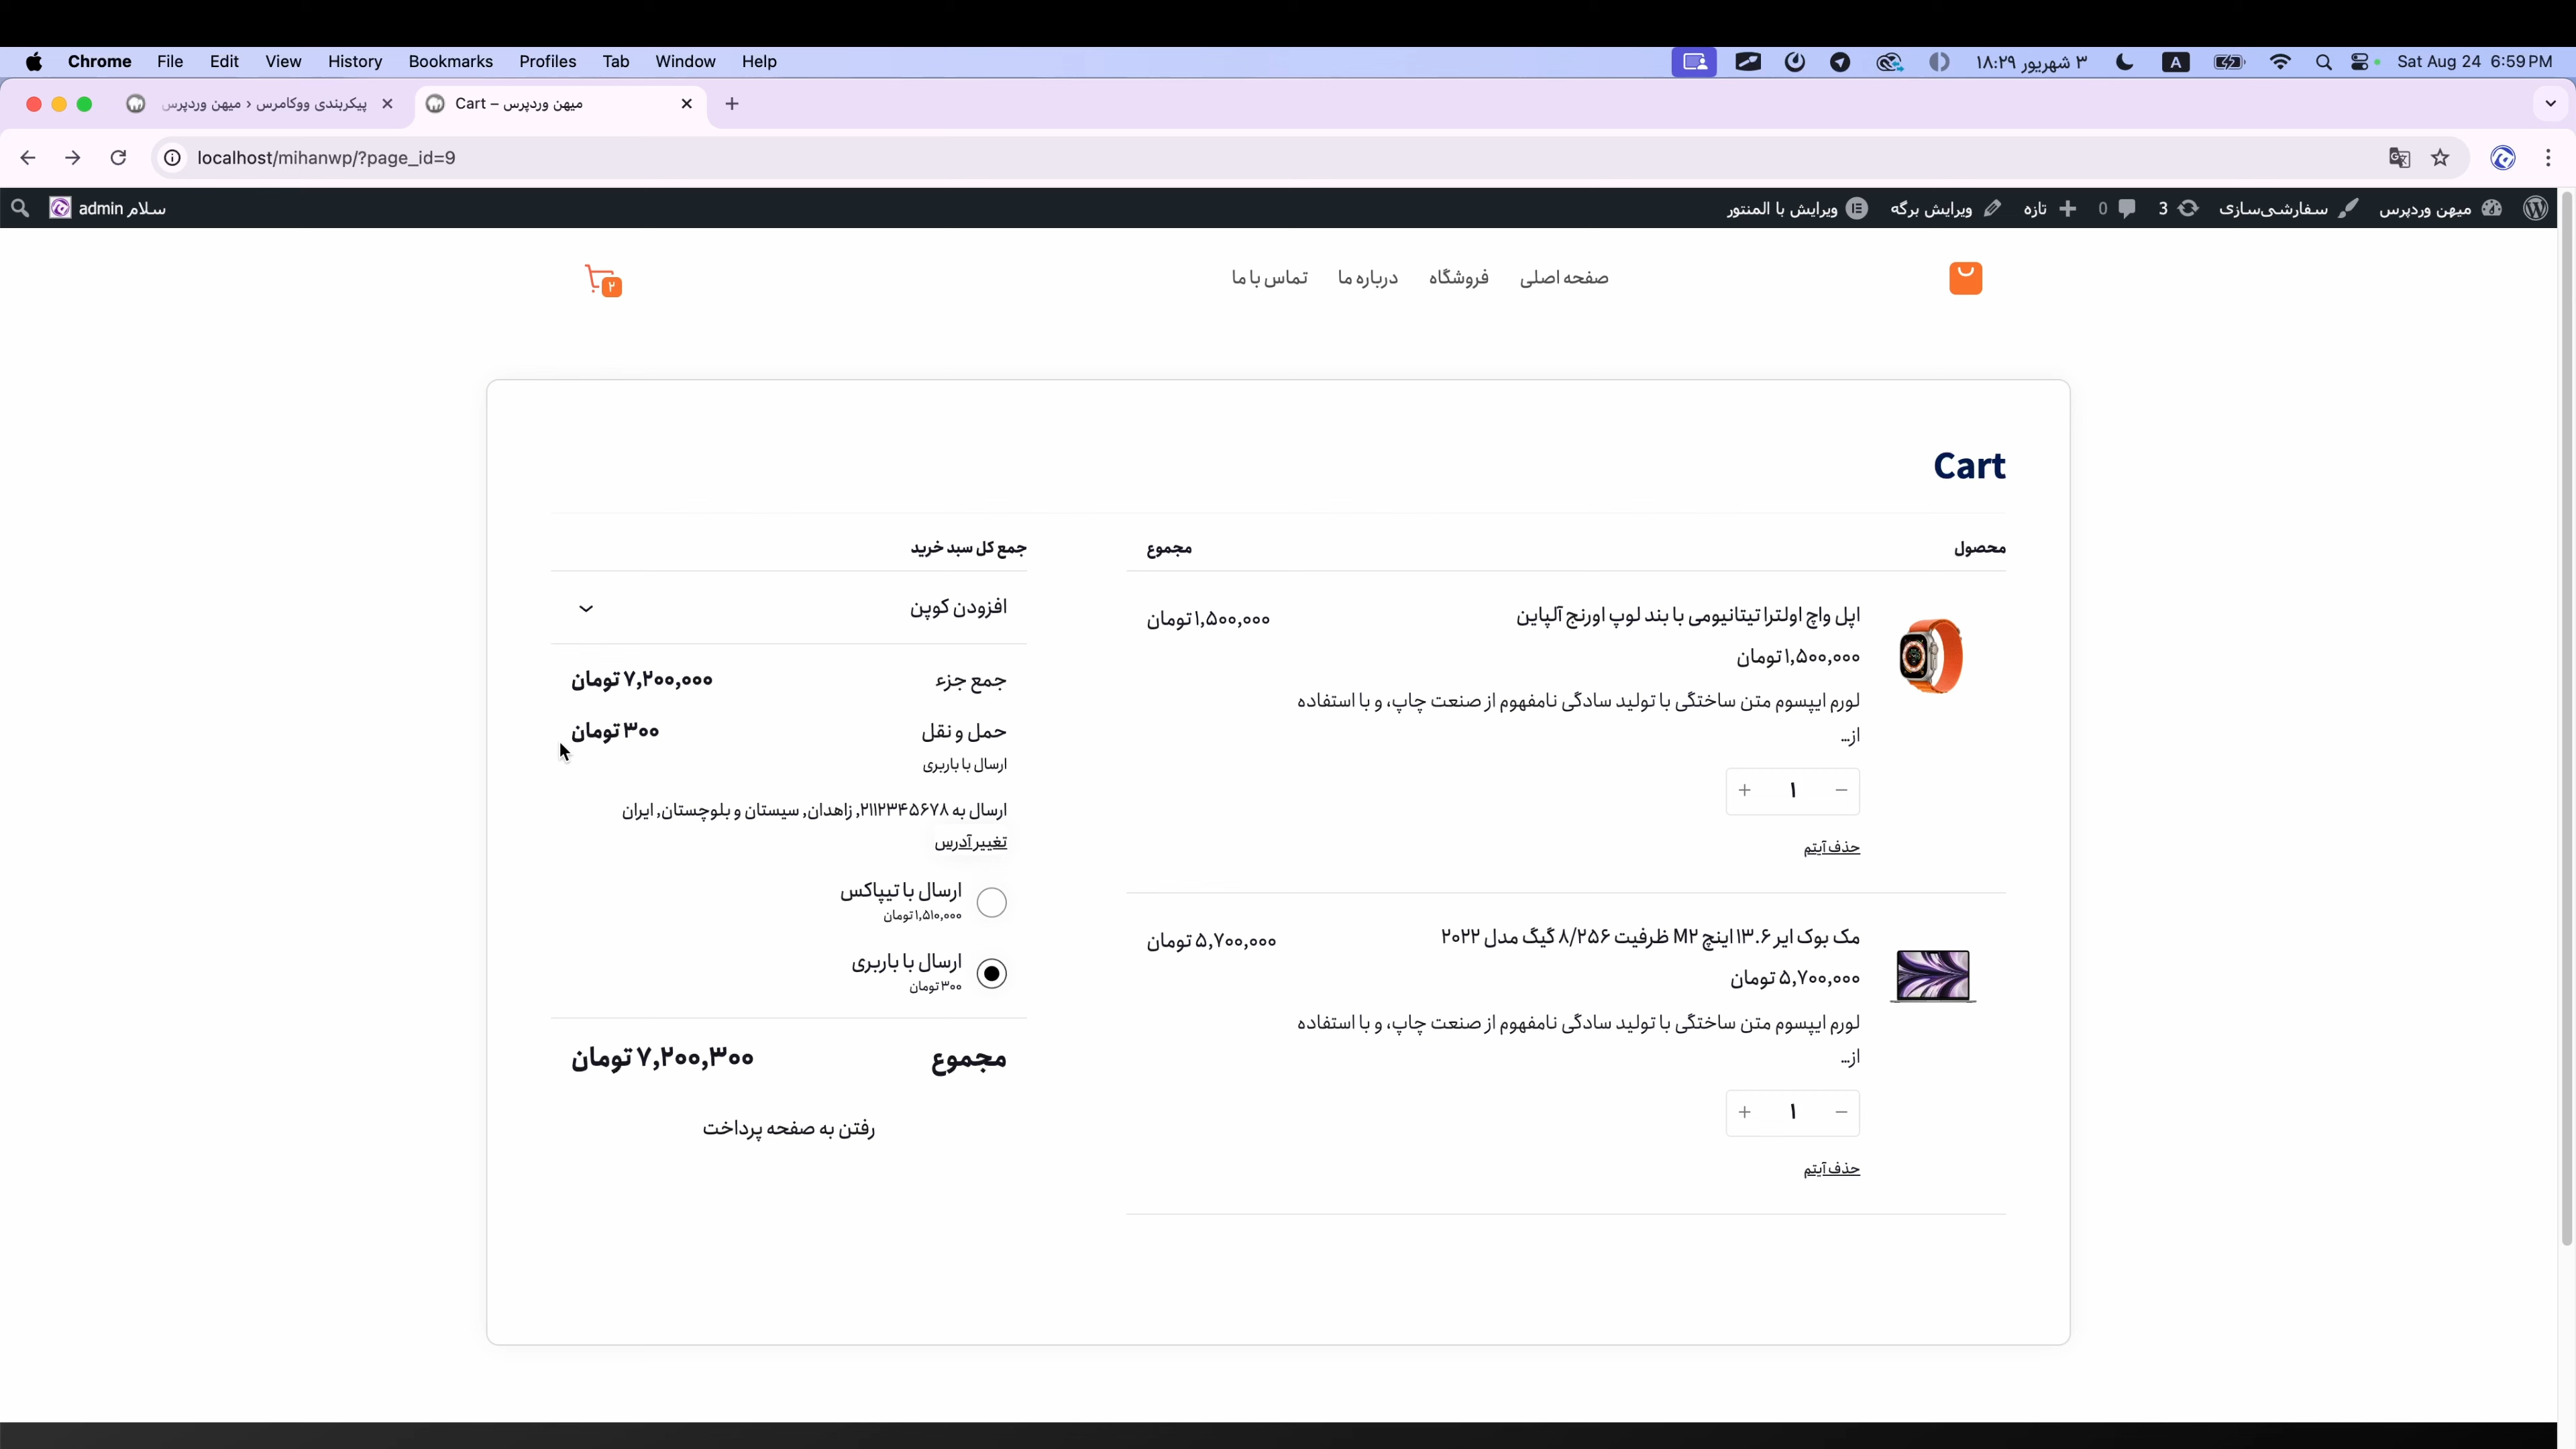 Chrome File Edit View History Bookmarks Profiles Tab Window Help
A ۳ شهریور ۱۸:۲۹ Sat Aug 24 6:59 PM
پیکربندی ووکامرس ‹ میهن وردپرس
Cart – میهن وردپرس
localhost/mihanwp/?page_id=9
میهن وردپرس سفارشی‌سازی 3 0 تازه ویرایش برگه ویرایش با المنتور
سلام admin
صفحه اصلی فروشگاه درباره ما تماس با ما
۲
Cart
محصول مجموع
اپل واچ اولترا تیتانیومی با بند لوپ اورنج آلپاین
۱,۵۰۰,۰۰۰ تومان
۱,۵۰۰,۰۰۰ تومان
لورم ایپسوم متن ساختگی با تولید سادگی نامفهوم از صنعت چاپ، و با استفاده
از…
− ۱ +
حذف آیتم
مک بوک ایر ۱۳.۶ اینچ M۲ ظرفیت ۸/۲۵۶ گیگ مدل ۲۰۲۲
۵,۷۰۰,۰۰۰ تومان
۵,۷۰۰,۰۰۰ تومان
لورم ایپسوم متن ساختگی با تولید سادگی نامفهوم از صنعت چاپ، و با استفاده
از…
− ۱ +
حذف آیتم
جمع کل سبد خرید
افزودن کوپن
جمع جزء ۷,۲۰۰,۰۰۰ تومان
حمل و نقل ۳۰۰ تومان
ارسال با باربری
ارسال به ۲۱۱۲۳۴۵۶۷۸, زاهدان, سیستان و بلوچستان, ایران
تغییر آدرس
ارسال با تیپاکس
۱,۵۱۰,۰۰۰ تومان
ارسال با باربری
۳۰۰ تومان
مجموع ۷,۲۰۰,۳۰۰ تومان
رفتن به صفحه پرداخت